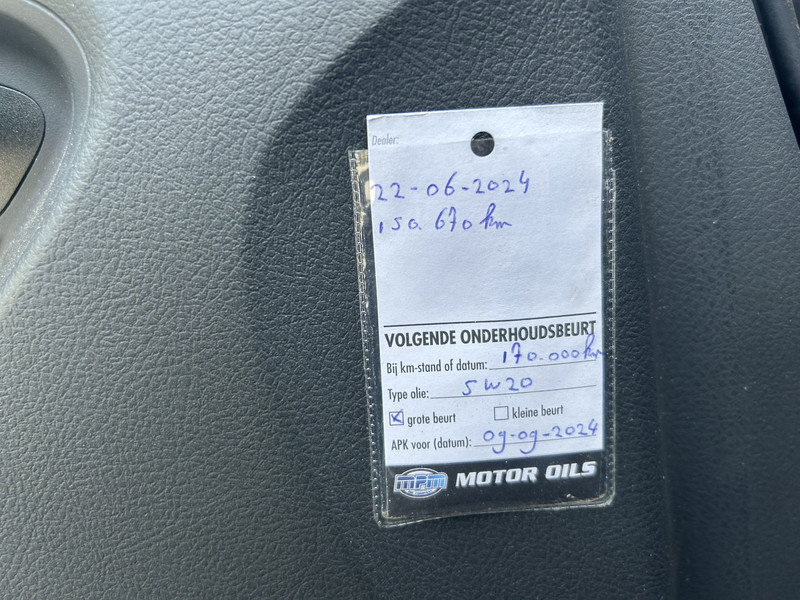 Dealer:
22-06-2024
150.670 km
VOLGENDE ONDERHOUDSBEURT
Bij km-stand of datum: 170.000 km
Type olie: 5W20
grote beurt kleine beurt
APK voor (datum): 09-09-2024
MPM MOTOR OILS